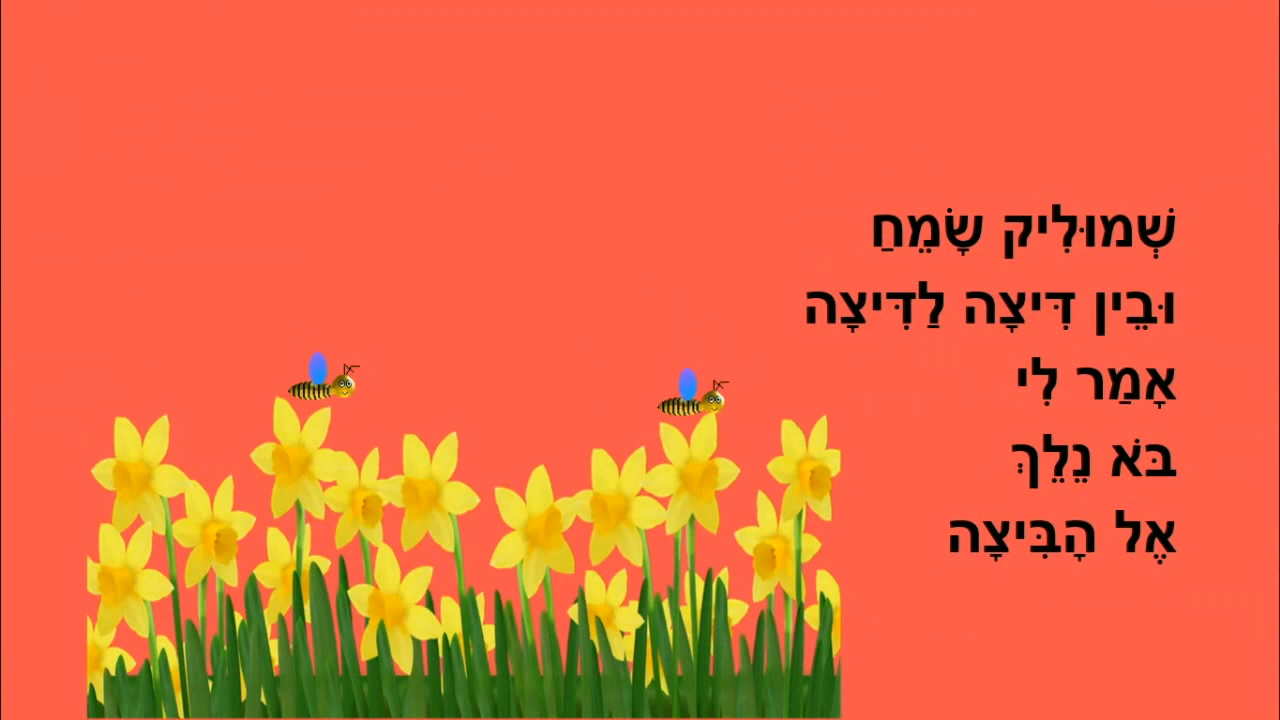 שְׁמוּלִיק שָׂמֵחַ
וּבֵין דִּיצָה לַדִּיצָה
אָמַר לִי
בֹּא נֵלֵךְ
אֶל הָבִּיצָה